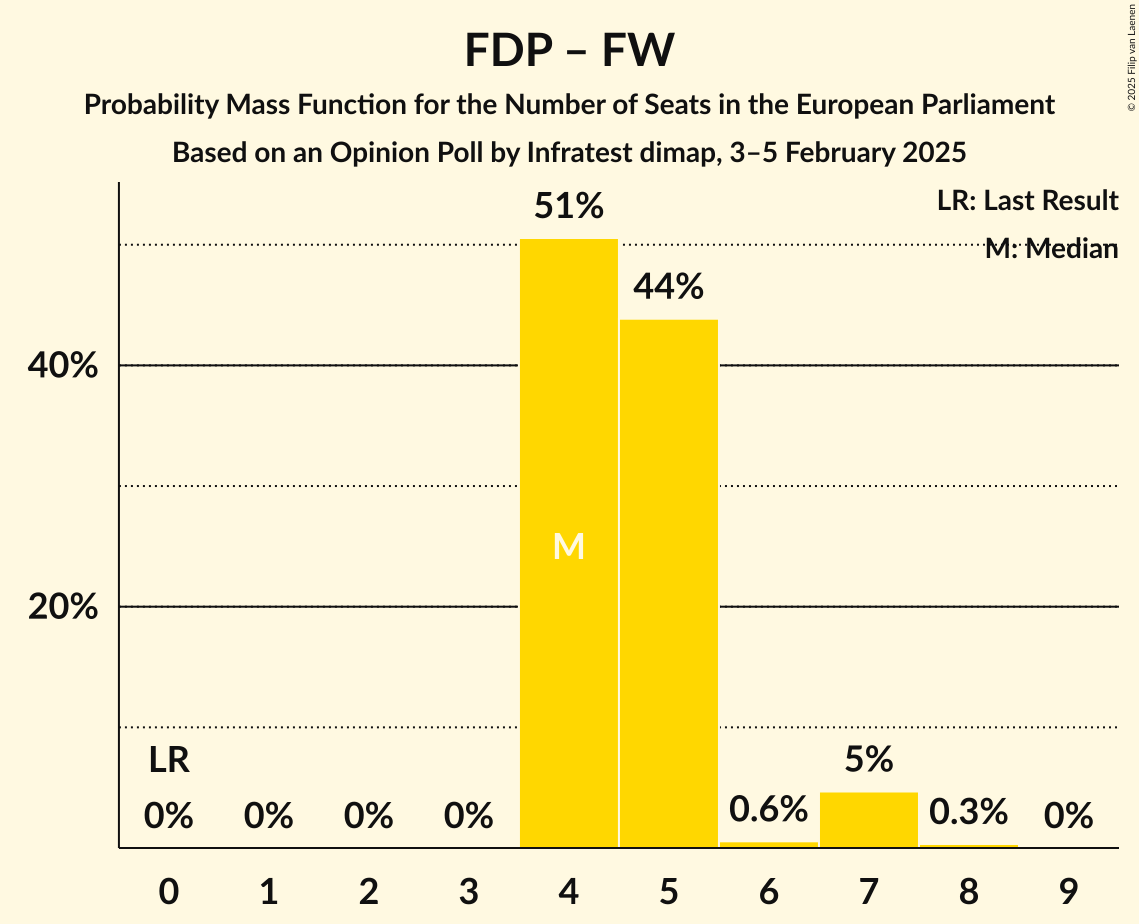 FDP – FW
Probability Mass Function for the Number of Seats in the European Parliament
Based on an Opinion Poll by Infratest dimap, 3–5 February 2025
© 2025 Filip van Laenen
LR: Last Result
M: Median
51%
44%
40%
M
20%
LR
5%
0% 0% 0% 0% 0.6% 0.3% 0%
0 1 2 3 4 5 6 7 8 9